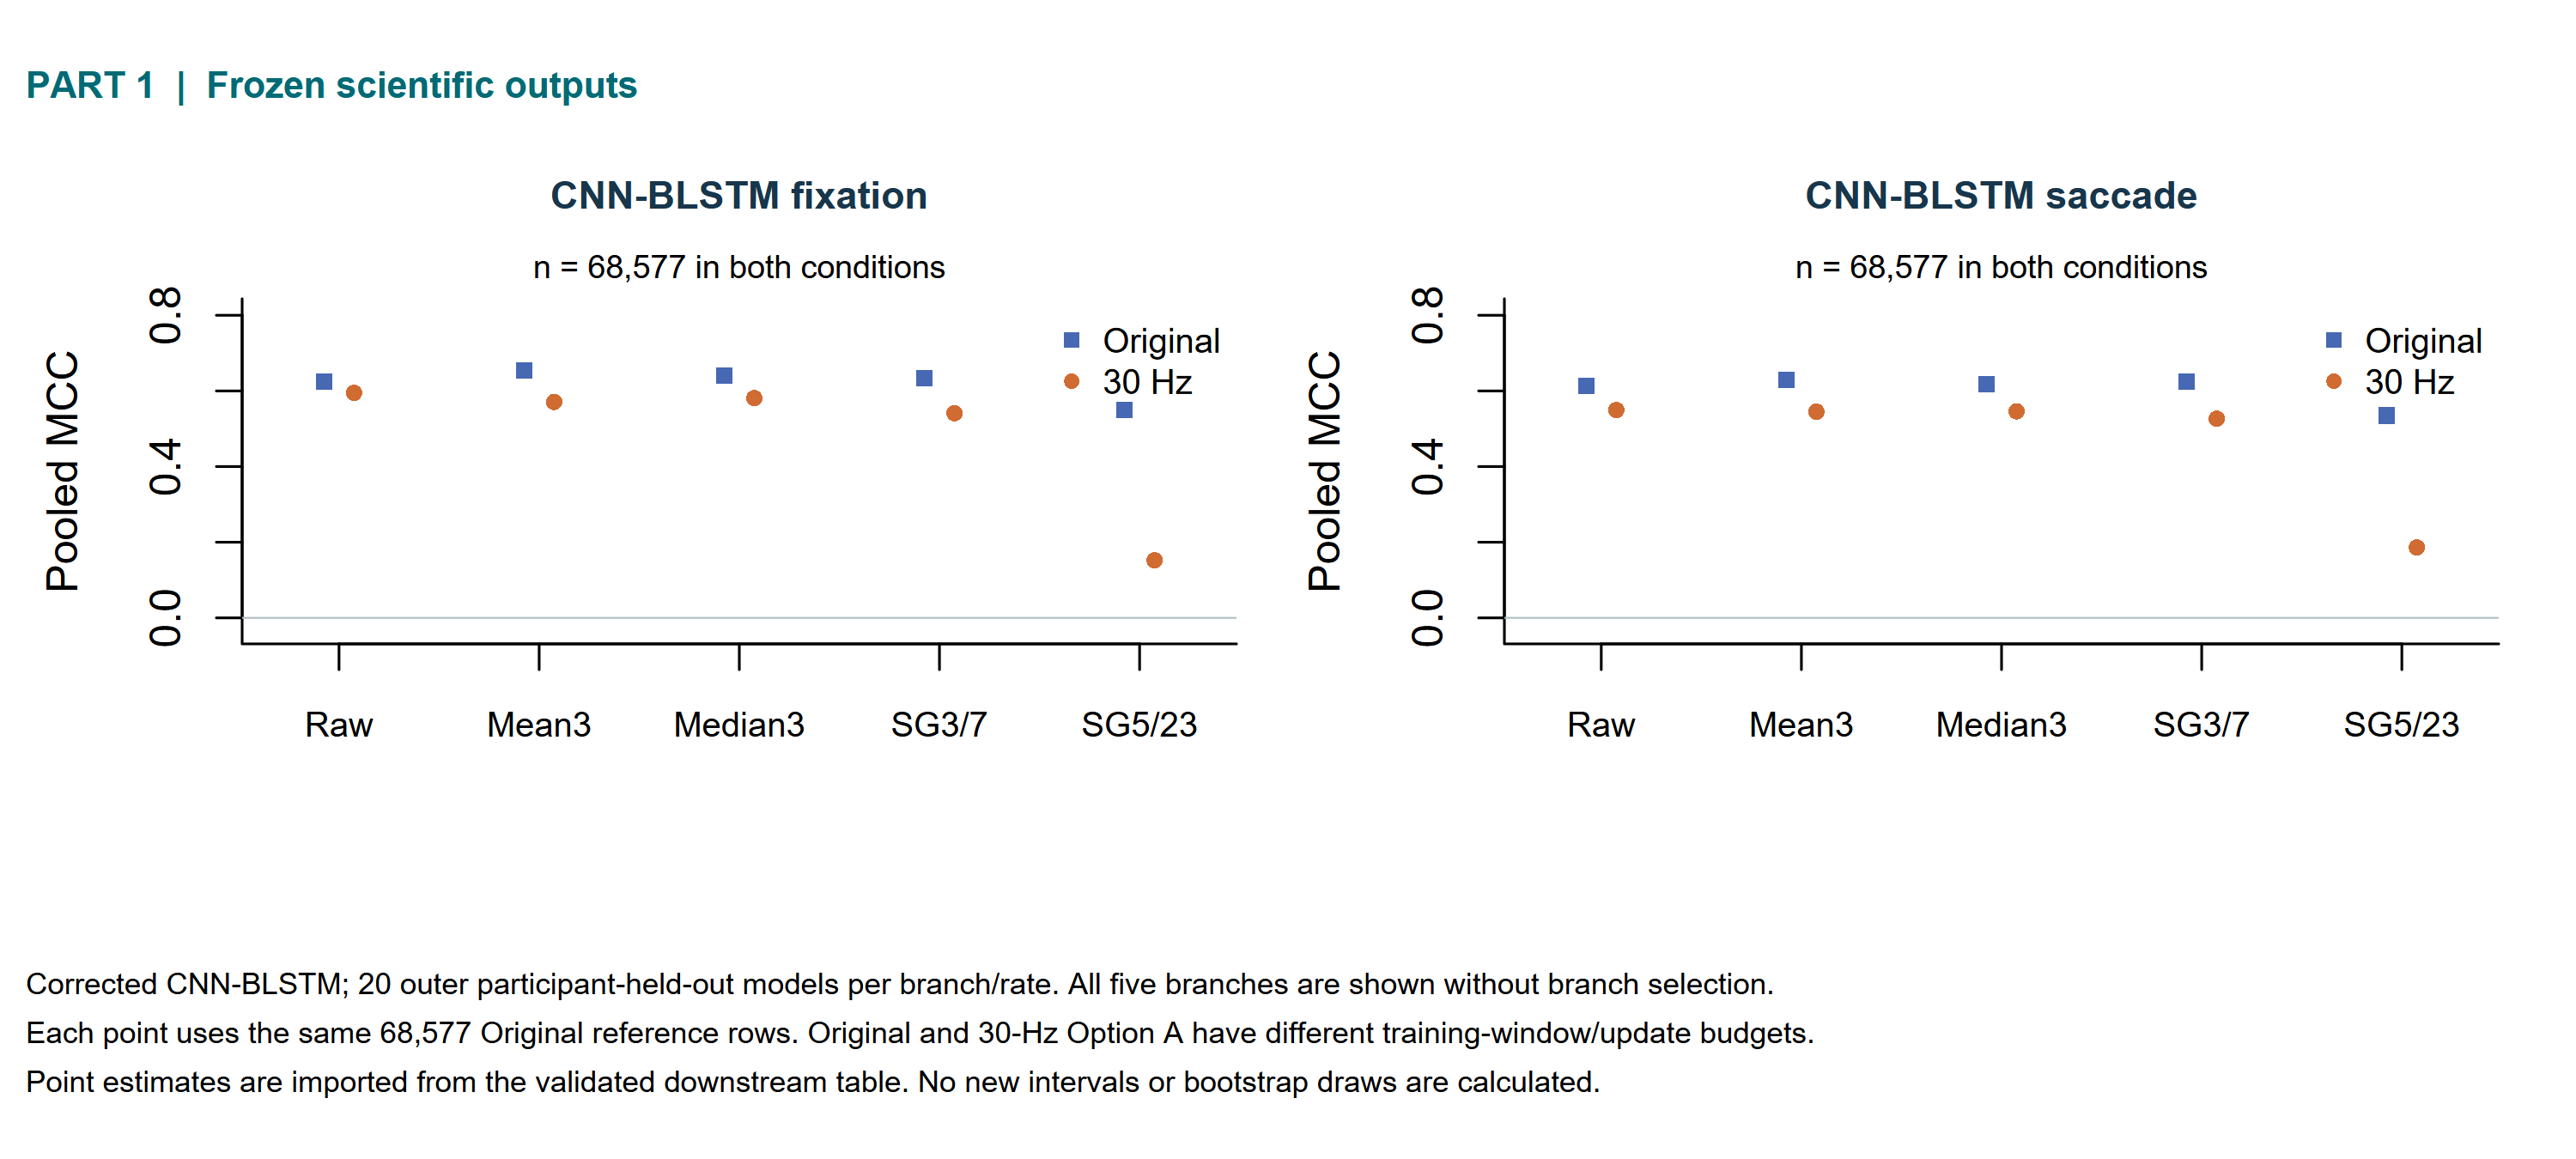 PART 1 | Frozen scientific outputs
CNN-BLSTM fixation
n = 68,577 in both conditions
Pooled MCC
0.8
0.4
0.0
Original
30 Hz
Raw Mean3 Median3 SG3/7 SG5/23
CNN-BLSTM saccade
n = 68,577 in both conditions
Pooled MCC
0.8
0.4
0.0
Original
30 Hz
Raw Mean3 Median3 SG3/7 SG5/23
Corrected CNN-BLSTM; 20 outer participant-held-out models per branch/rate. All five branches are shown without branch selection.
Each point uses the same 68,577 Original reference rows. Original and 30-Hz Option A have different training-window/update budgets.
Point estimates are imported from the validated downstream table. No new intervals or bootstrap draws are calculated.